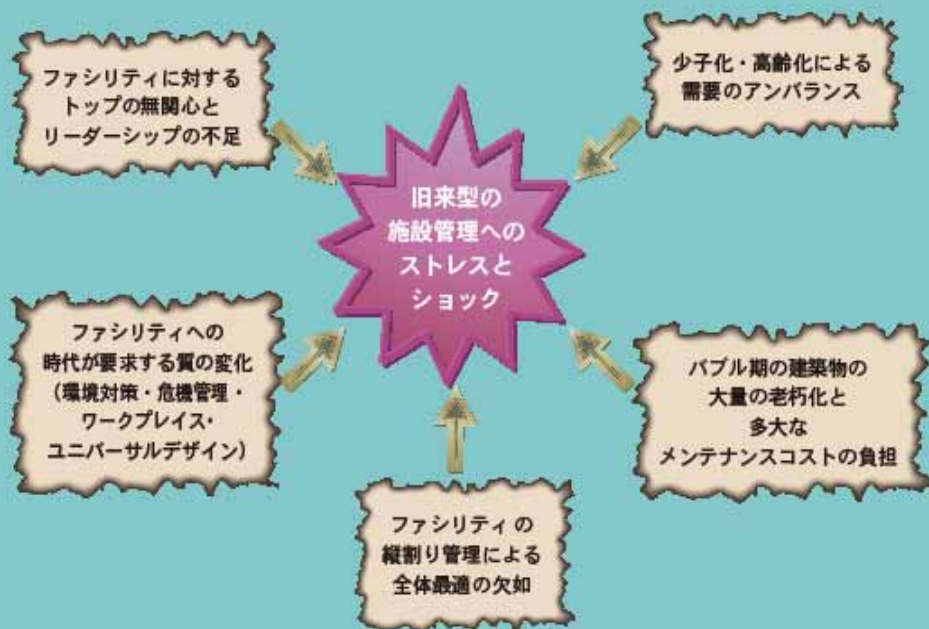 ファシリティに対する
トップの無関心と
リーダーシップの不足
少子化・高齢化による
需要のアンバランス
旧来型の
施設管理への
ストレスと
ショック
ファシリティへの
時代が要求する質の変化
（環境対策・危機管理・
ワークプレイス・
ユニバーサルデザイン）
バブル期の建築物の
大量の老朽化と
多大な
メンテナンスコストの負担
ファシリティの
縦割り管理による
全体最適の欠如